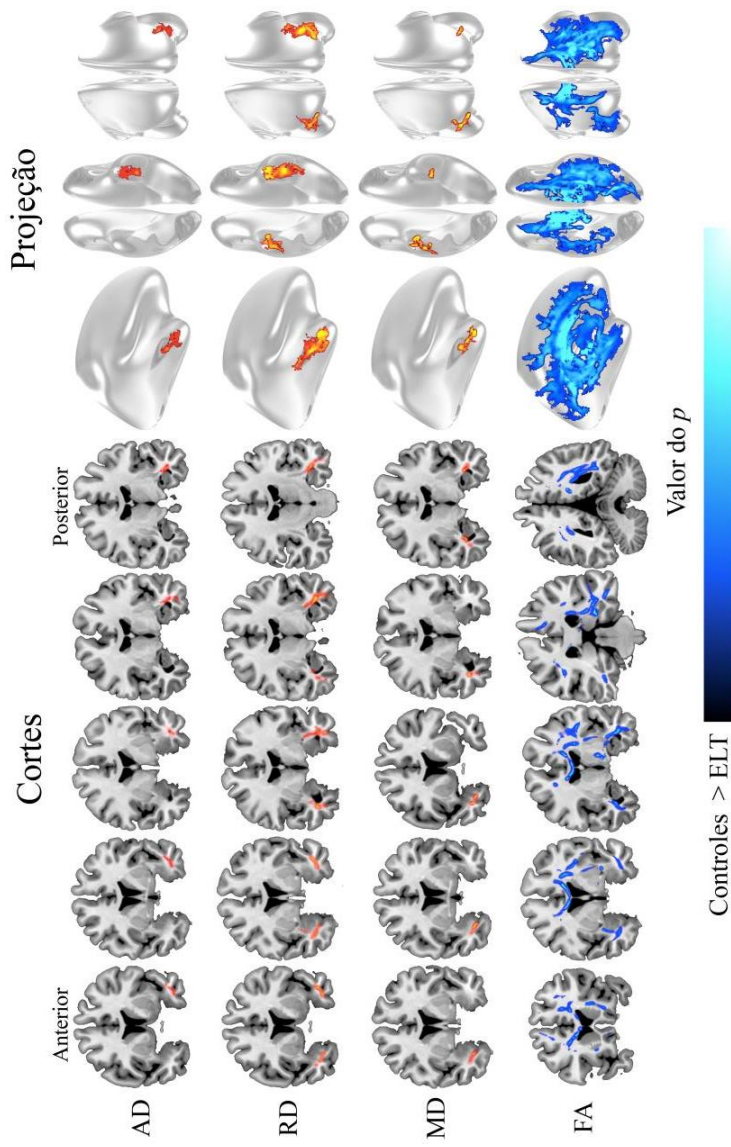 Cortes
Projeção
Anterior
Posterior
AD
RD
MD
FA
Valor do p
Controles > ELT